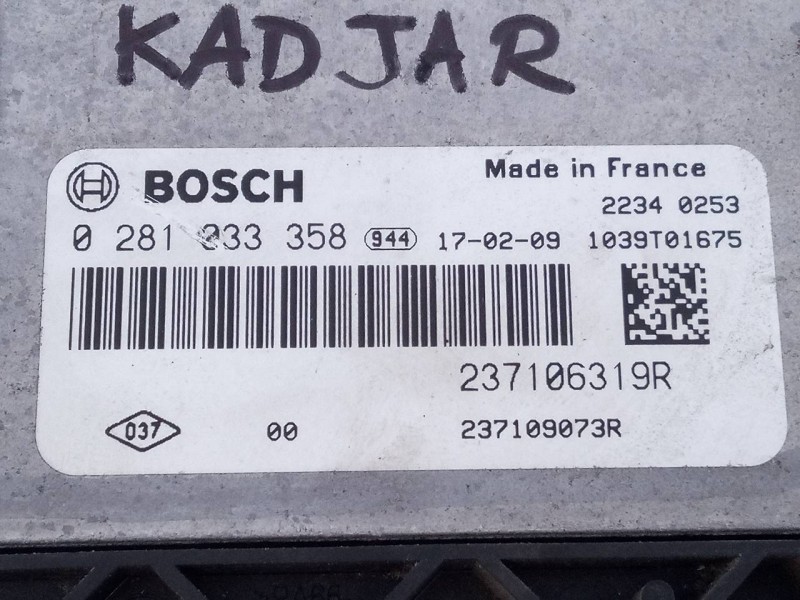 KADJAR
BOSCH
Made in France
2234 0253
0 281 033 358 944 17-02-09 1039T01675
237106319R
037 00 237109073R